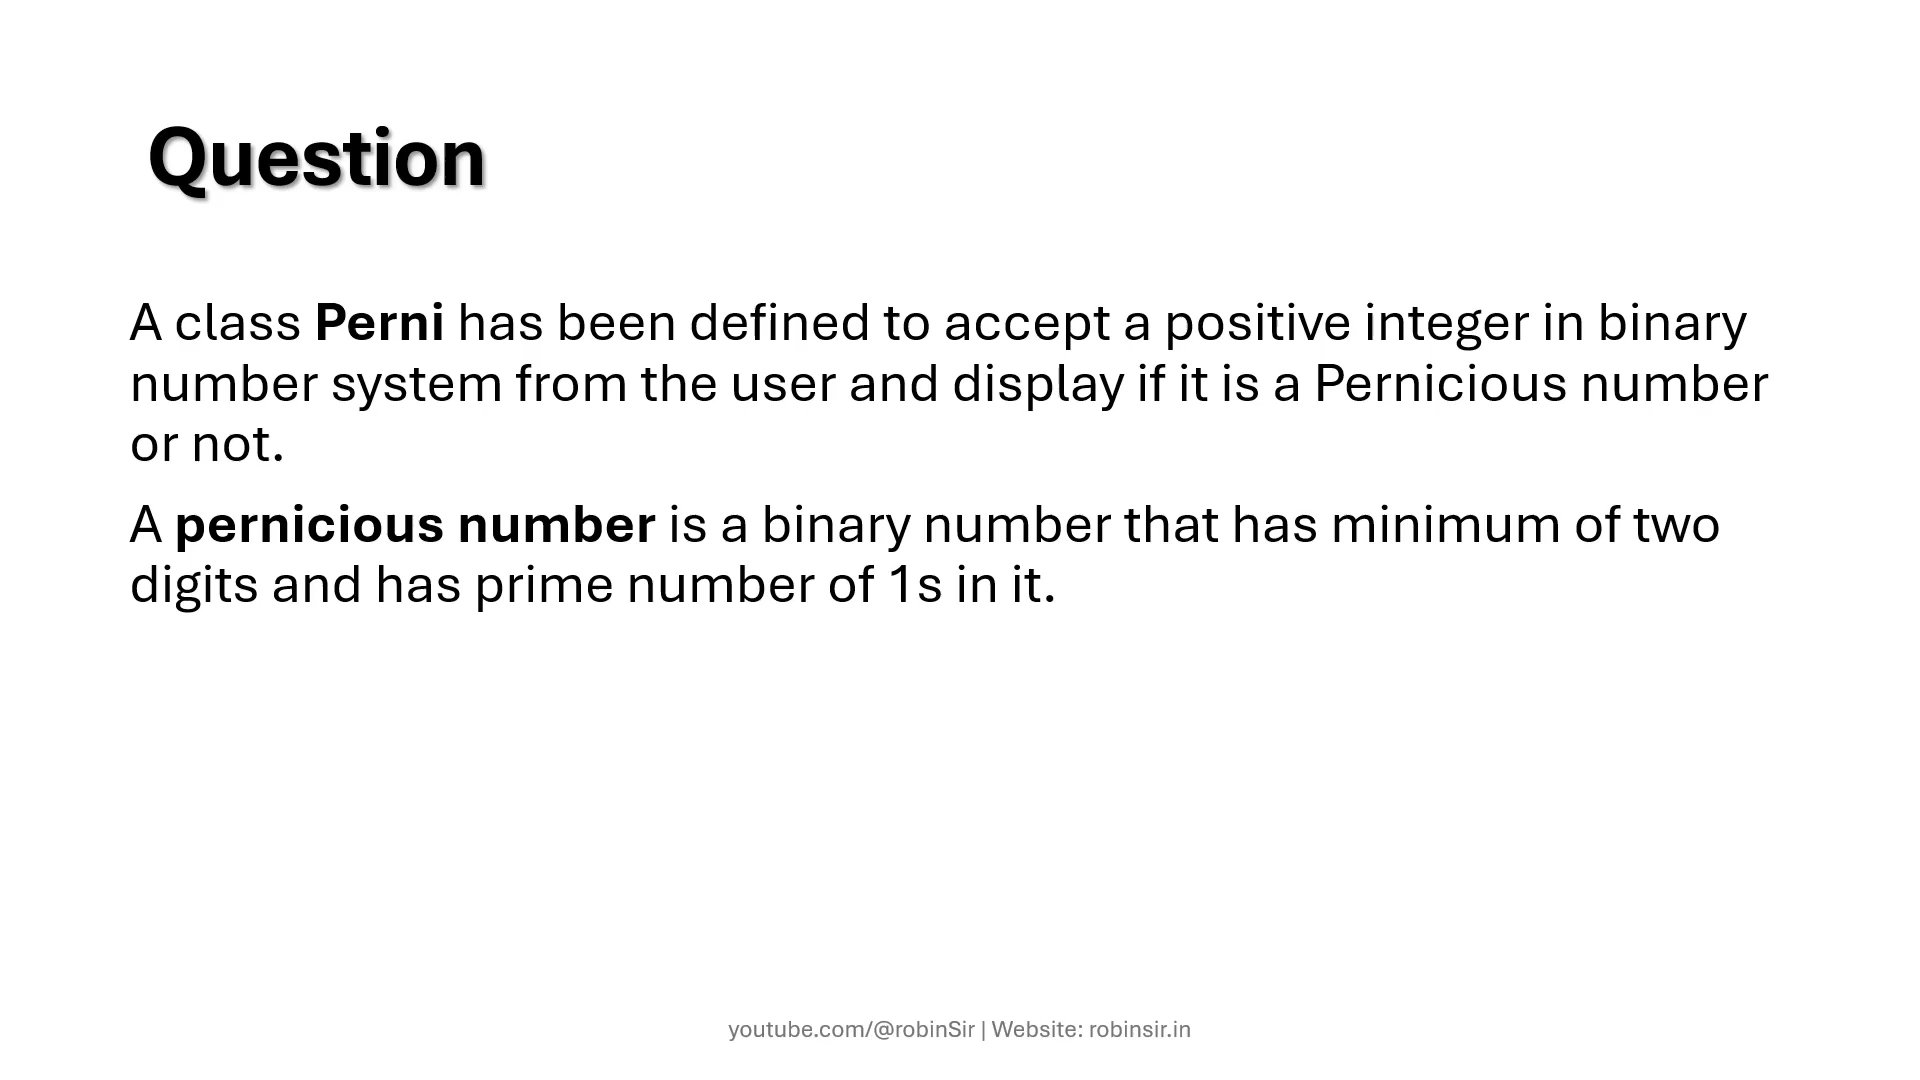 Question
A class Perni has been defined to accept a positive integer in binary
number system from the user and display if it is a Pernicious number
or not.
A pernicious number is a binary number that has minimum of two
digits and has prime number of 1s in it.
youtube.com/@robinSir | Website: robinsir.in